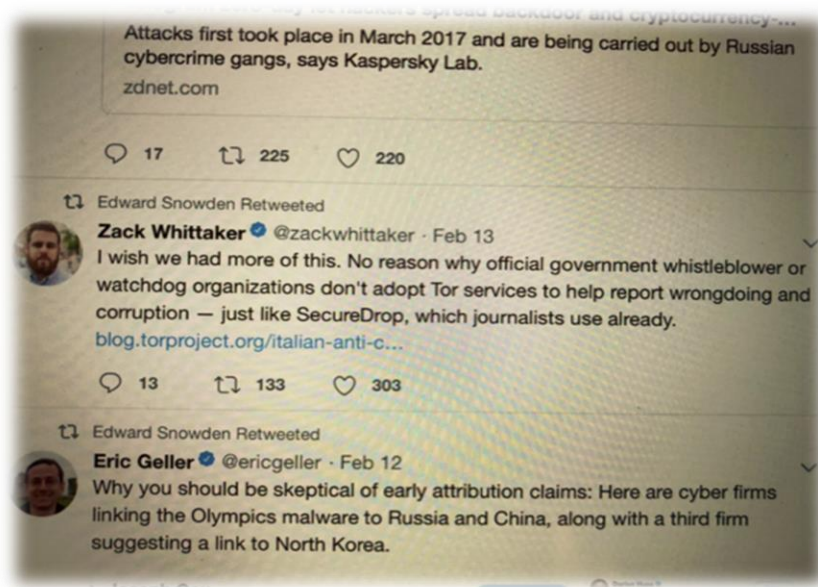 Attacks first took place in March 2017 and are being carried out by Russian
cybercrime gangs, says Kaspersky Lab.
zdnet.com
17 225 220
Edward Snowden Retweeted
Zack Whittaker @zackwhittaker · Feb 13
I wish we had more of this. No reason why official government whistleblower or
watchdog organizations don't adopt Tor services to help report wrongdoing and
corruption — just like SecureDrop, which journalists use already.
blog.torproject.org/italian-anti-c...
13 133 303
Edward Snowden Retweeted
Eric Geller @ericgeller · Feb 12
Why you should be skeptical of early attribution claims: Here are cyber firms
linking the Olympics malware to Russia and China, along with a third firm
suggesting a link to North Korea.